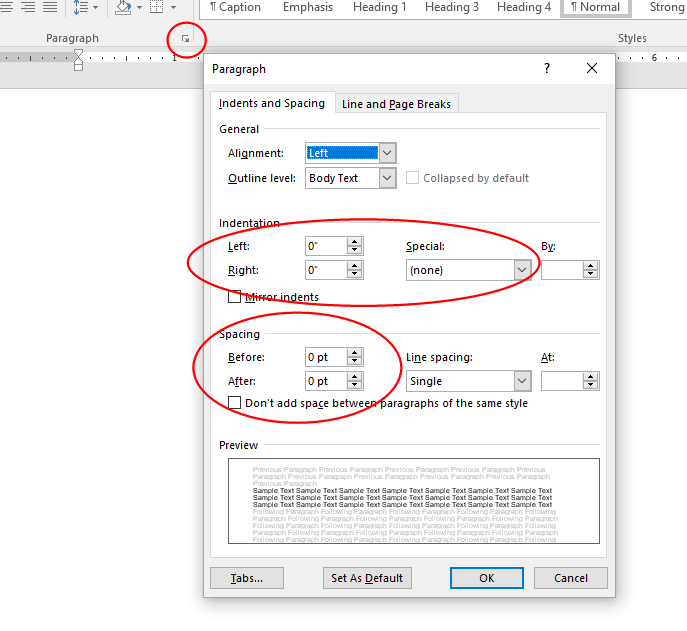 ¶ Caption Emphasis Heading 1 Heading 3 Heading 4 ¶ Normal Strong
Paragraph Styles
1 6
Paragraph ? ✕
Indents and Spacing Line and Page Breaks
General
Alignment: Left
Outline level: Body Text Collapsed by default
Indentation
Left: 0" Special: By:
Right: 0" (none)
Mirror indents
Spacing
Before: 0 pt Line spacing: At:
After: 0 pt Single
Don't add space between paragraphs of the same style
Preview
Previous Paragraph Previous Paragraph Previous Paragraph Previous Paragraph Previous
Paragraph Previous Paragraph Previous Paragraph Previous Paragraph Previous Paragraph
Previous Paragraph
Sample Text Sample Text Sample Text Sample Text Sample Text Sample Text Sample Text
Sample Text Sample Text Sample Text Sample Text Sample Text Sample Text Sample Text
Sample Text Sample Text Sample Text Sample Text Sample Text Sample Text Sample Text
Following Paragraph Following Paragraph Following Paragraph Following Paragraph Following
Paragraph Following Paragraph Following Paragraph Following Paragraph Following Paragraph
Following Paragraph Following Paragraph Following Paragraph Following Paragraph Following
Paragraph Following Paragraph Following Paragraph Following Paragraph Following Paragraph
Following Paragraph Following Paragraph Following Paragraph Following Paragraph Following
Tabs... Set As Default OK Cancel